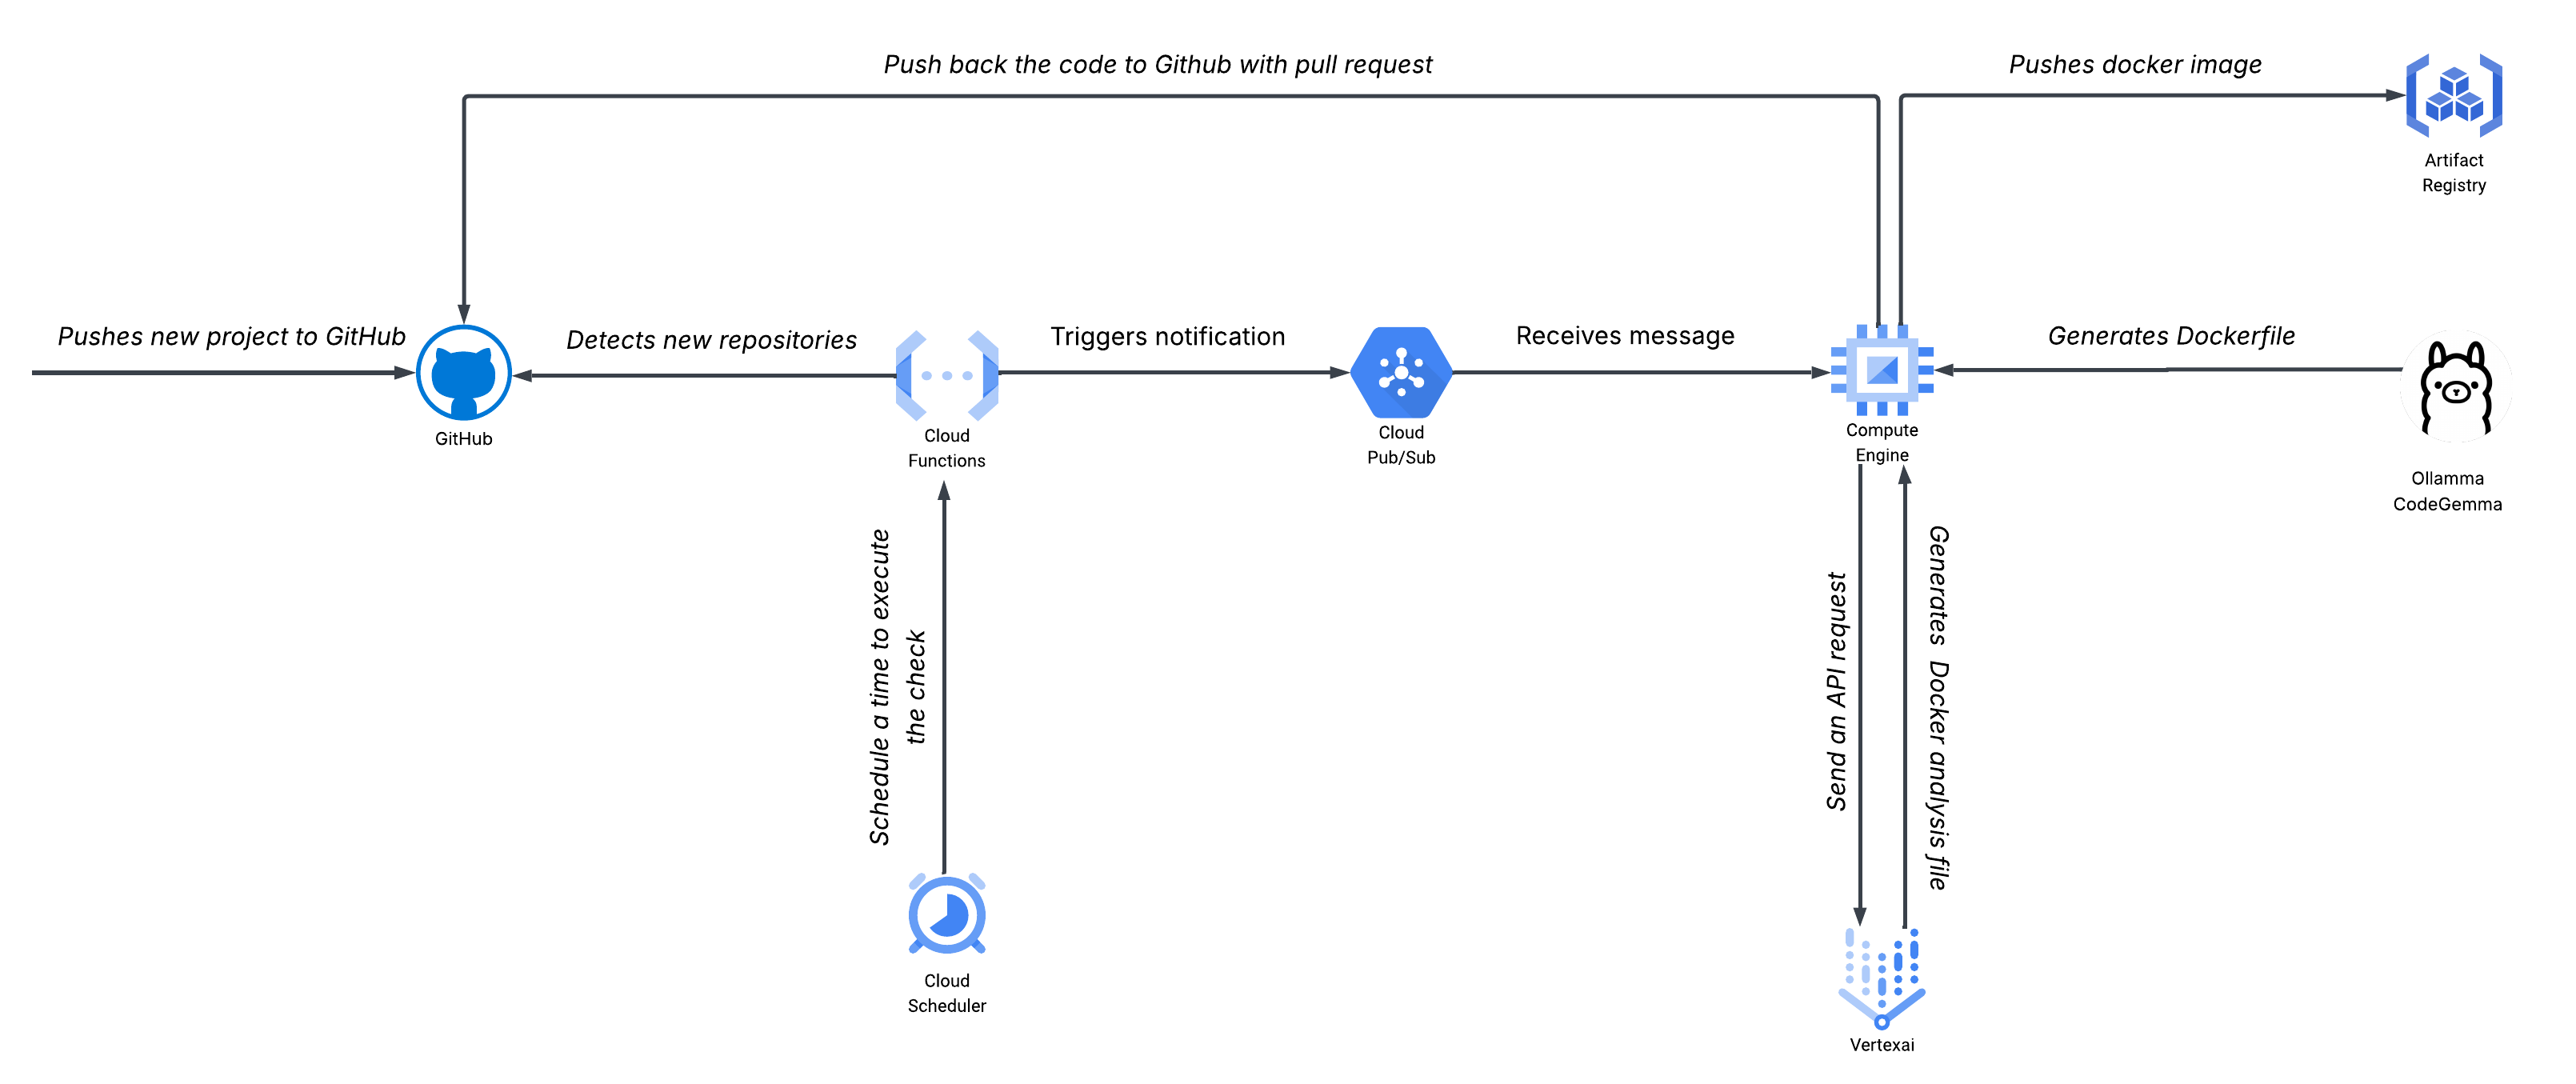 Push back the code to Github with pull request
Pushes docker image
Artifact
Registry
Pushes new project to GitHub
Detects new repositories
Triggers notification
Receives message
Generates Dockerfile
GitHub
Cloud
Functions
Cloud
Pub/Sub
Compute
Engine
Ollamma
CodeGemma
Schedule a time to execute
the check
Send an API request
Generates Docker analysis file
Cloud
Scheduler
Vertexai